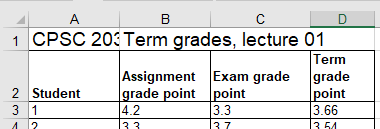 A B C D
1 CPSC 203 Term grades, lecture 01
Assignment Exam grade Term
grade
2 Student grade point point point
3 1 4.2 3.3 3.66
4 2 3.3 3.7 3.54